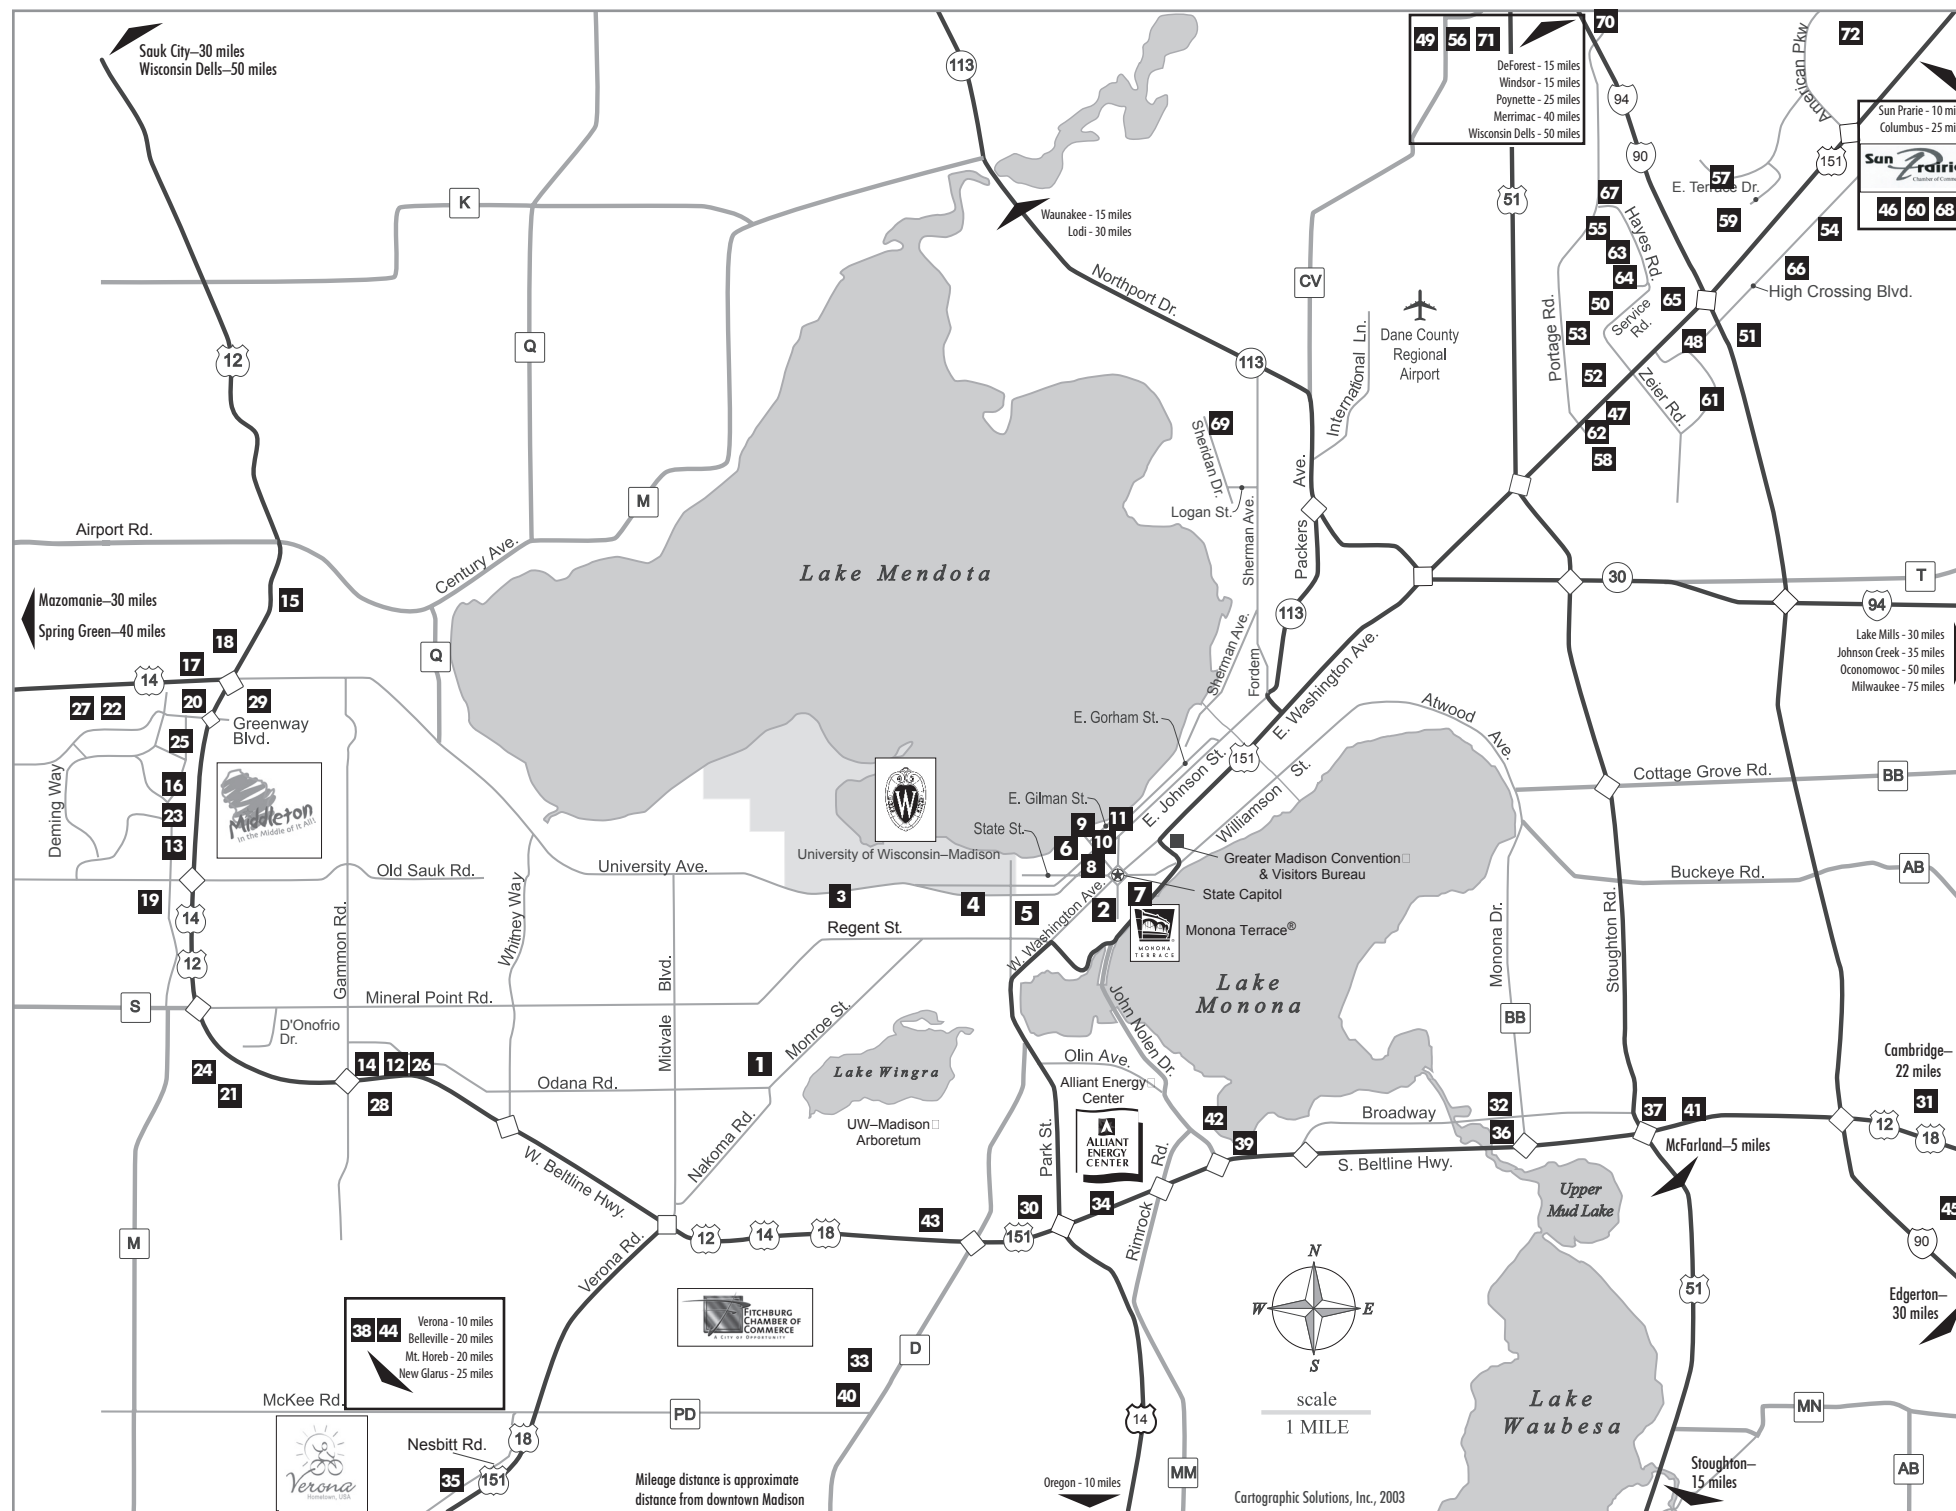 Sauk City–30 miles
Wisconsin Dells–50 miles
113
49 56 71
DeForest - 15 miles
Windsor - 15 miles
Poynette - 25 miles
Merrimac - 40 miles
Wisconsin Dells - 50 miles
70
94
90
American Pkw
72
Sun Prarie - 10 mi
Columbus - 25 mi
151
Sun Prairie
46 60 68
57
E. Terrace Dr.
59
54
66
High Crossing Blvd.
67
55
Hayes Rd.
63
64
50
65
Service
Rd.
53
48
51
Portage Rd.
52
Zeier Rd.
61
47
62
58
51
K
Waunakee - 15 miles
Lodi - 30 miles
Northport Dr.
CV
Q
12
113
International Ln.
Dane County
Regional
Airport
69
Sheridan Dr.
Logan St.
Sherman Ave.
Packers
Ave.
M
Airport Rd.
Century Ave.
Lake Mendota
30
T
94
Lake Mills - 30 miles
Johnson Creek - 35 miles
Oconomowoc - 50 miles
Milwaukee - 75 miles
Mazomanie–30 miles
Spring Green–40 miles
15
18
17
14
Q
27 22
20
29
Greenway
Blvd.
25
Deming Way
16
23
13
Middleton
in the Middle of It All!
113
Sherman Ave.
Fordem
E. Washington Ave.
E. Gorham St.
151
E. Johnson St.
Williamson
St.
Atwood
Ave.
Cottage Grove Rd.
BB
W
E. Gilman St.
State St.
9
11
10
6
8
University of Wisconsin–Madison
Greater Madison Convention
& Visitors Bureau
State Capitol
Buckeye Rd.
AB
University Ave.
Old Sauk Rd.
19
14
12
3
4
5
2
7
W. Washington Ave.
MONONA
TERRACE
Monona Terrace®
Regent St.
Whitney Way
Gammon Rd.
Midvale
Blvd.
Monona Dr.
Stoughton Rd.
Lake
Monona
S
Mineral Point Rd.
D'Onofrio
Dr.
John Nolen Dr.
BB
24
21
14 12 26
28
Odana Rd.
1
Monroe St.
Lake Wingra
Olin Ave.
Alliant Energy
Center
ALLIANT
ENERGY
CENTER
UW–Madison
Arboretum
Nakoma Rd.
Park St.
42
39
Broadway
32
36
37
41
Cambridge–
22 miles
31
12
18
McFarland–5 miles
S. Beltline Hwy.
W. Beltline Hwy.
Rimrock
Rd.
Upper
Mud Lake
M
Verona Rd.
12
14
18
43
30
151
34
45
90
51
Edgerton–
30 miles
N
W
E
S
38 44
Verona - 10 miles
Belleville - 20 miles
Mt. Horeb - 20 miles
New Glarus - 25 miles
FITCHBURG
CHAMBER OF
COMMERCE
A CITY OF OPPORTUNITY
D
33
40
McKee Rd.
PD
scale
1 MILE
Lake
Waubesa
MN
Nesbitt Rd.
18
35
151
Verona
Hometown, USA
14
MM
Mileage distance is approximate
distance from downtown Madison
Oregon - 10 miles
Cartographic Solutions, Inc., 2003
Stoughton–
15 miles
AB